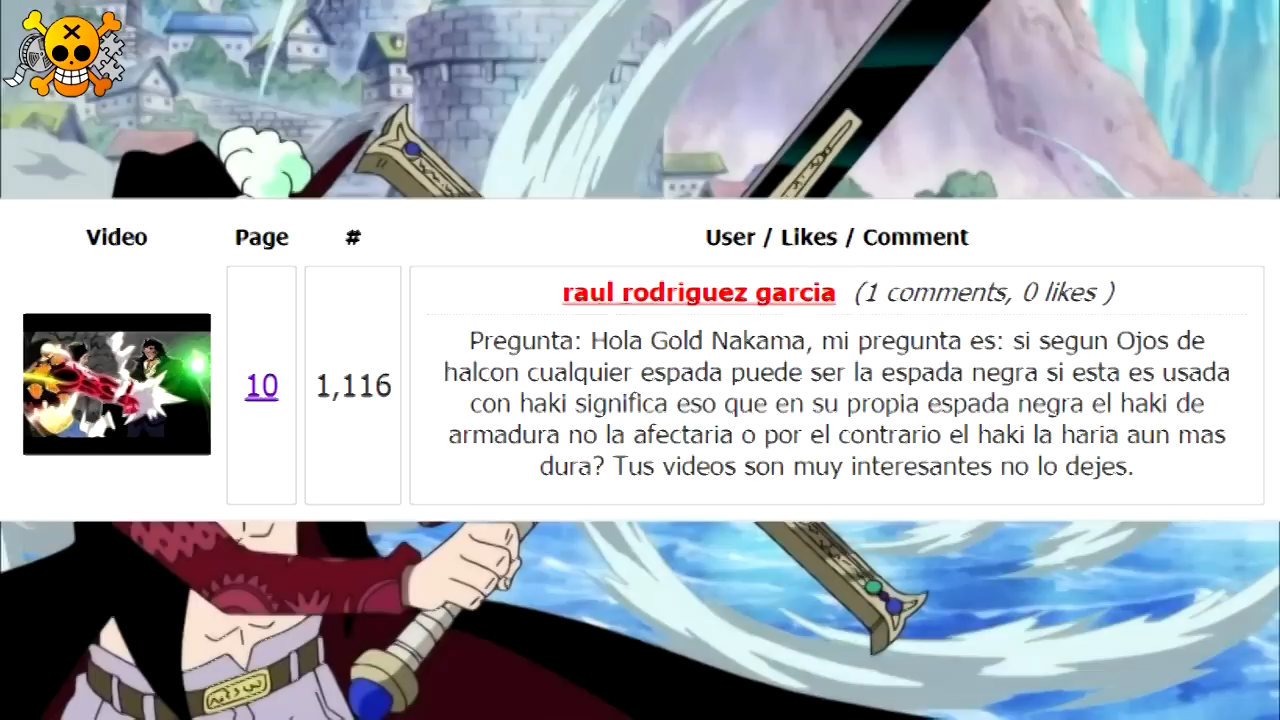 Video Page # User / Likes / Comment
raul rodriguez garcia (1 comments, 0 likes )
10 1,116
Pregunta: Hola Gold Nakama, mi pregunta es: si segun Ojos de
halcon cualquier espada puede ser la espada negra si esta es usada
con haki significa eso que en su propia espada negra el haki de
armadura no la afectaria o por el contrario el haki la haria aun mas
dura? Tus videos son muy interesantes no lo dejes.